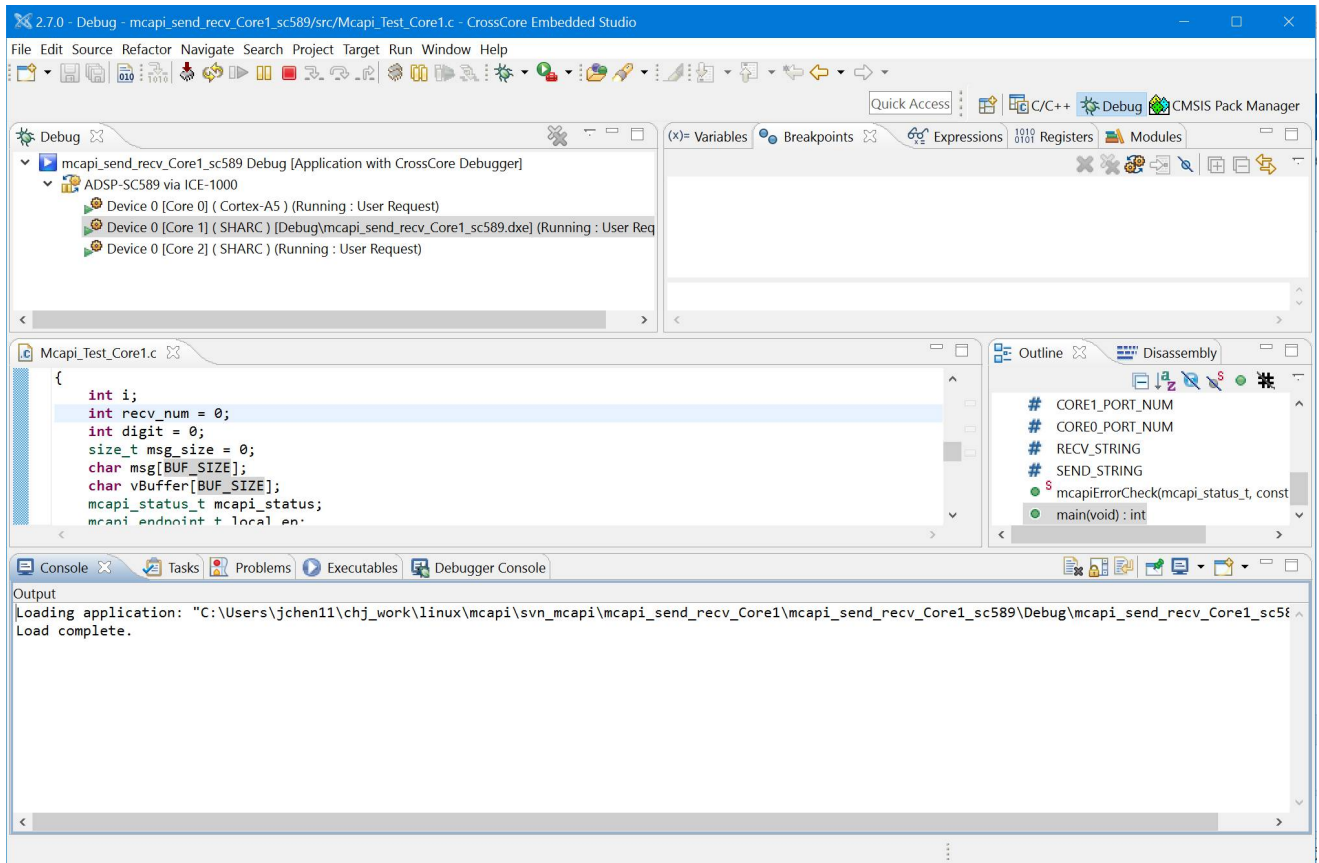 2.7.0 - Debug - mcapi_send_recv_Core1_sc589/src/Mcapi_Test_Core1.c - CrossCore Embedded Studio
File Edit Source Refactor Navigate Search Project Target Run Window Help
Quick Access C/C++ Debug CMSIS Pack Manager
Debug
mcapi_send_recv_Core1_sc589 Debug [Application with CrossCore Debugger]
ADSP-SC589 via ICE-1000
Device 0 [Core 0] ( Cortex-A5 ) (Running : User Request)
Device 0 [Core 1] ( SHARC ) [Debug\mcapi_send_recv_Core1_sc589.dxe] (Running : User Req
Device 0 [Core 2] ( SHARC ) (Running : User Request)
(x)= Variables Breakpoints Expressions Registers Modules
Mcapi_Test_Core1.c
{
int i;
int recv_num = 0;
int digit = 0;
size_t msg_size = 0;
char msg[BUF_SIZE];
char vBuffer[BUF_SIZE];
mcapi_status_t mcapi_status;
mcapi_endpoint_t local_ep;
Outline Disassembly
# CORE1_PORT_NUM
# CORE0_PORT_NUM
# RECV_STRING
# SEND_STRING
S mcapiErrorCheck(mcapi_status_t, const
main(void) : int
Console Tasks Problems Executables Debugger Console
Output
Loading application: "C:\Users\jchen11\chj_work\linux\mcapi\svn_mcapi\mcapi_send_recv_Core1\mcapi_send_recv_Core1_sc589\Debug\mcapi_send_recv_Core1_sc58
Load complete.